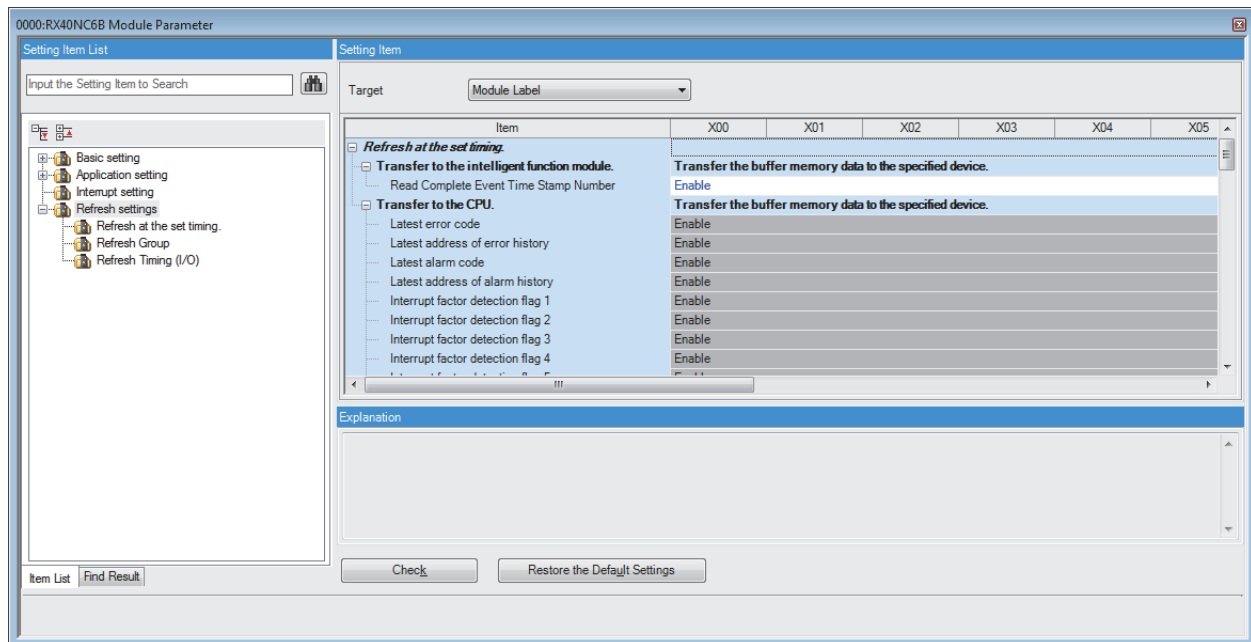 0000:RX40NC6B Module Parameter
Setting Item List
Input the Setting Item to Search
Basic setting
Application setting
Interrupt setting
Refresh settings
Refresh at the set timing.
Refresh Group
Refresh Timing (I/O)
Item List Find Result
Setting Item
Target Module Label
Item X00 X01 X02 X03 X04 X05
Refresh at the set timing.
Transfer to the intelligent function module. Transfer the buffer memory data to the specified device.
Read Complete Event Time Stamp Number Enable
Transfer to the CPU. Transfer the buffer memory data to the specified device.
Latest error code Enable
Latest address of error history Enable
Latest alarm code Enable
Latest address of alarm history Enable
Interrupt factor detection flag 1 Enable
Interrupt factor detection flag 2 Enable
Interrupt factor detection flag 3 Enable
Interrupt factor detection flag 4 Enable
Explanation
Check Restore the Default Settings